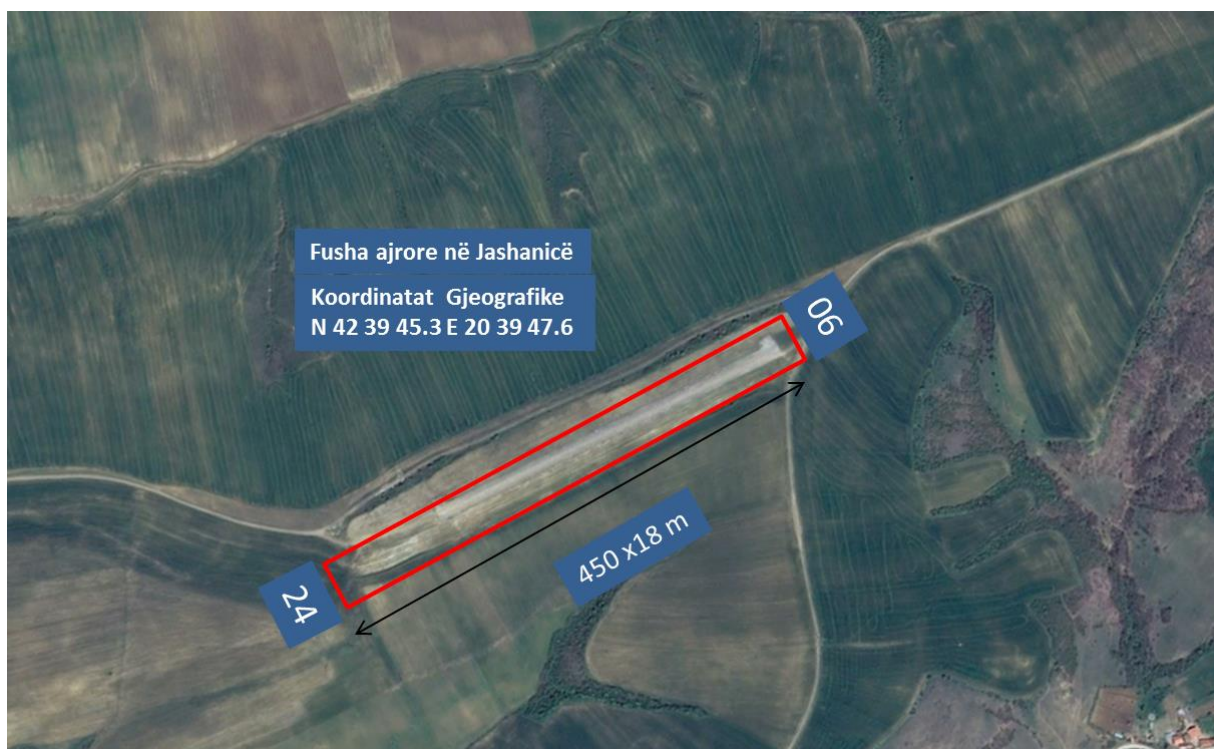 Fusha ajrore në Jashanicë
Koordinatat Gjeografike
N 42 39 45.3 E 20 39 47.6
06
450 x18 m
24